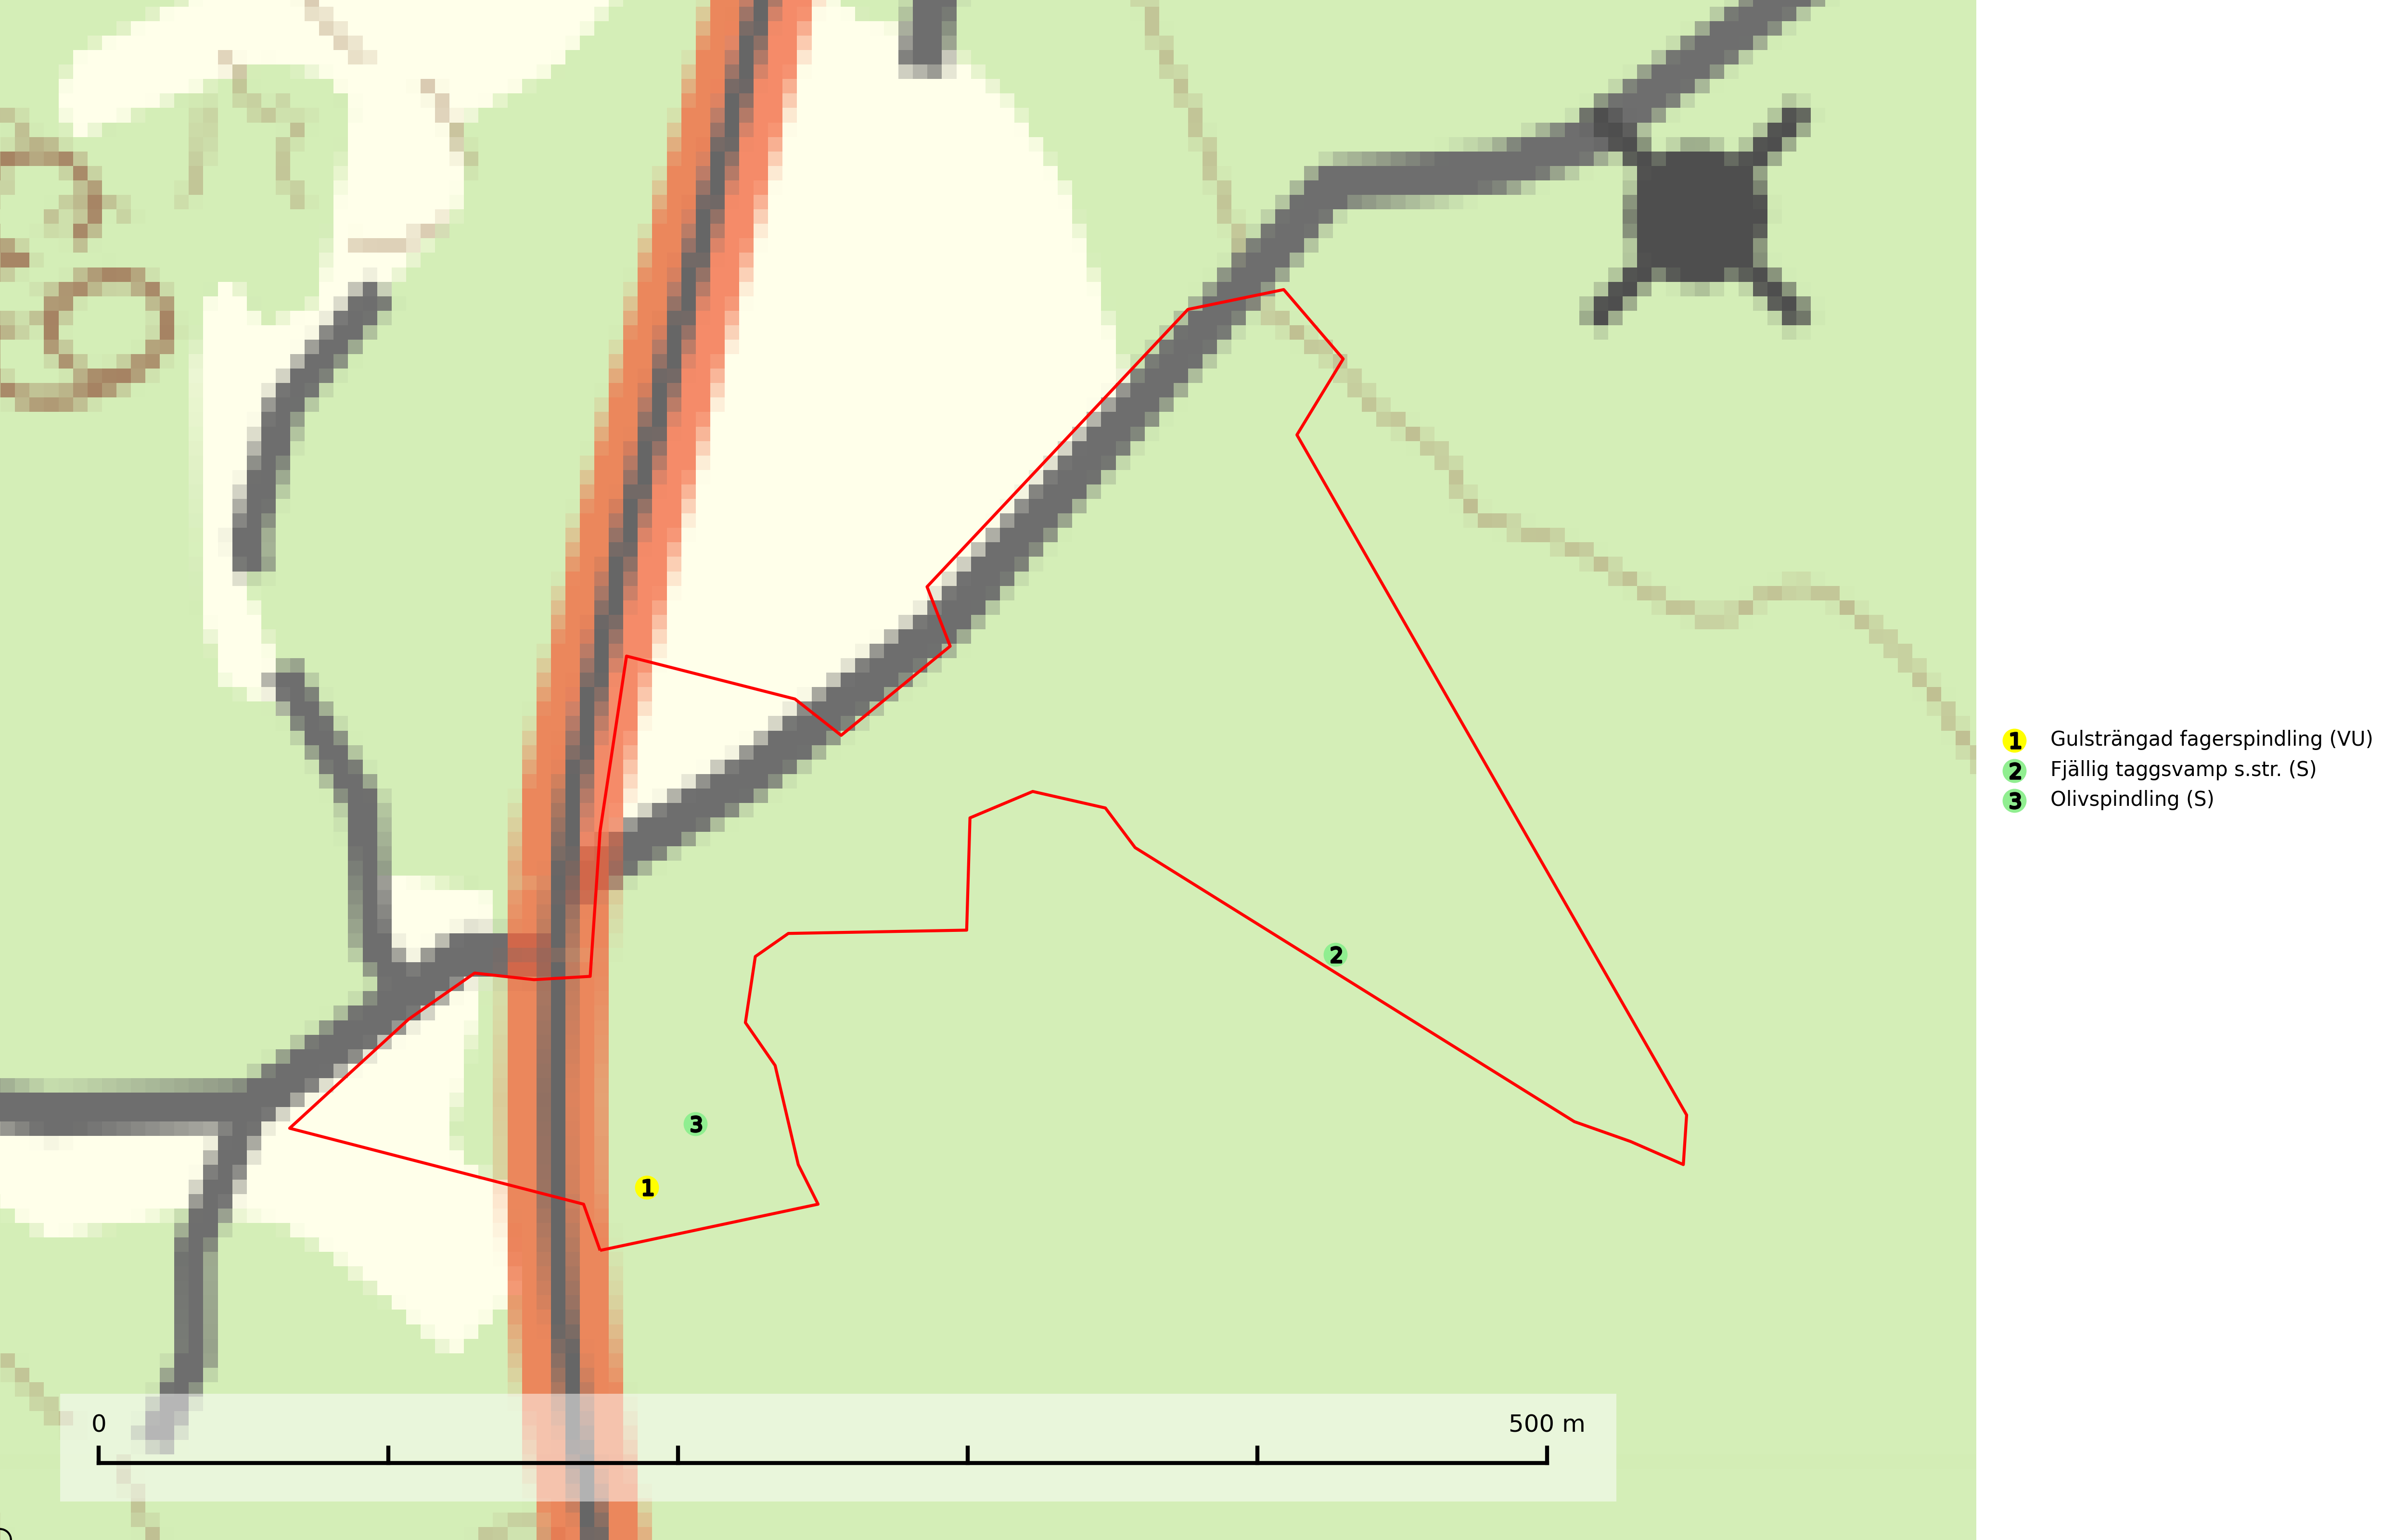 1 Gulsträngad fagerspindling (VU)
2 Fjällig taggsvamp s.str. (S)
3 Olivspindling (S)
2
3
1
0 500 m